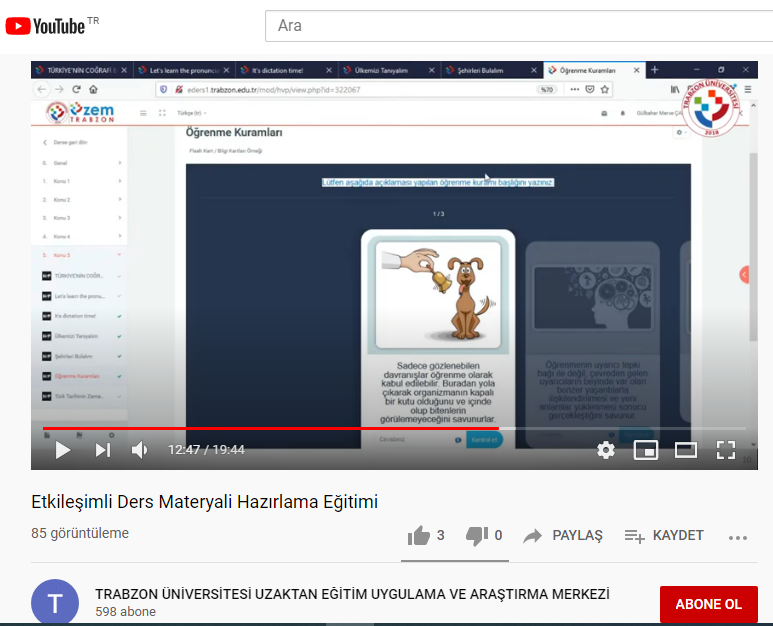 YouTube TR
Ara
TÜRKİYE'NİN COĞRAFİ
Let's learn the pronuncia
It's dictation time!
Ülkemizi Tanıyalım
Şehirleri Bulalım
Öğrenme Kuramları
eders1.trabzon.edu.tr/mod/hvp/view.php?id=322067
%70
özem
TRABZON
Türkçe (tr)
TRABZON ÜNİVERSİTESİ
2018
Derse geri dön
Öğrenme Kuramları
Flash Kart / Bilgi Kartları Örneği
0. Genel
1. Konu 1
2. Konu 2
3. Konu 3
4. Konu 4
5. Konu 5
TÜRKİYE'NİN COĞR...
Let's learn the pronu...
It's dictation time!
Ülkemizi Tanıyalım
Şehirleri Bulalım
Öğrenme Kuramları
Türk Tarihinin Zama...
Lütfen aşağıda açıklaması yapılan öğrenme kuramı başlığını yazınız.
1 / 3
Sadece gözlenebilen
davranışlar öğrenme olarak
kabul edilebilir. Buradan yola
çıkarak organizmanın kapalı
bir kutu olduğunu ve içinde
olup bitenlerin
görülemeyeceğini savunurlar.
Cevabınız
Kontrol et
Öğrenmenin uyarıcı tepki
bağı ile değil, çevreden gelen
uyarıcıların beyinde var olan
benzer yaşantılarla
ilişkilendirilmesi ve yeni
anlamlar yüklenmesi sonucu
gerçekleştiğini savunur.
12:47 / 19:44
Etkileşimli Ders Materyali Hazırlama Eğitimi
85 görüntüleme
3
0
PAYLAŞ
KAYDET
T
TRABZON ÜNİVERSİTESİ UZAKTAN EĞİTİM UYGULAMA VE ARAŞTIRMA MERKEZİ
598 abone
ABONE OL